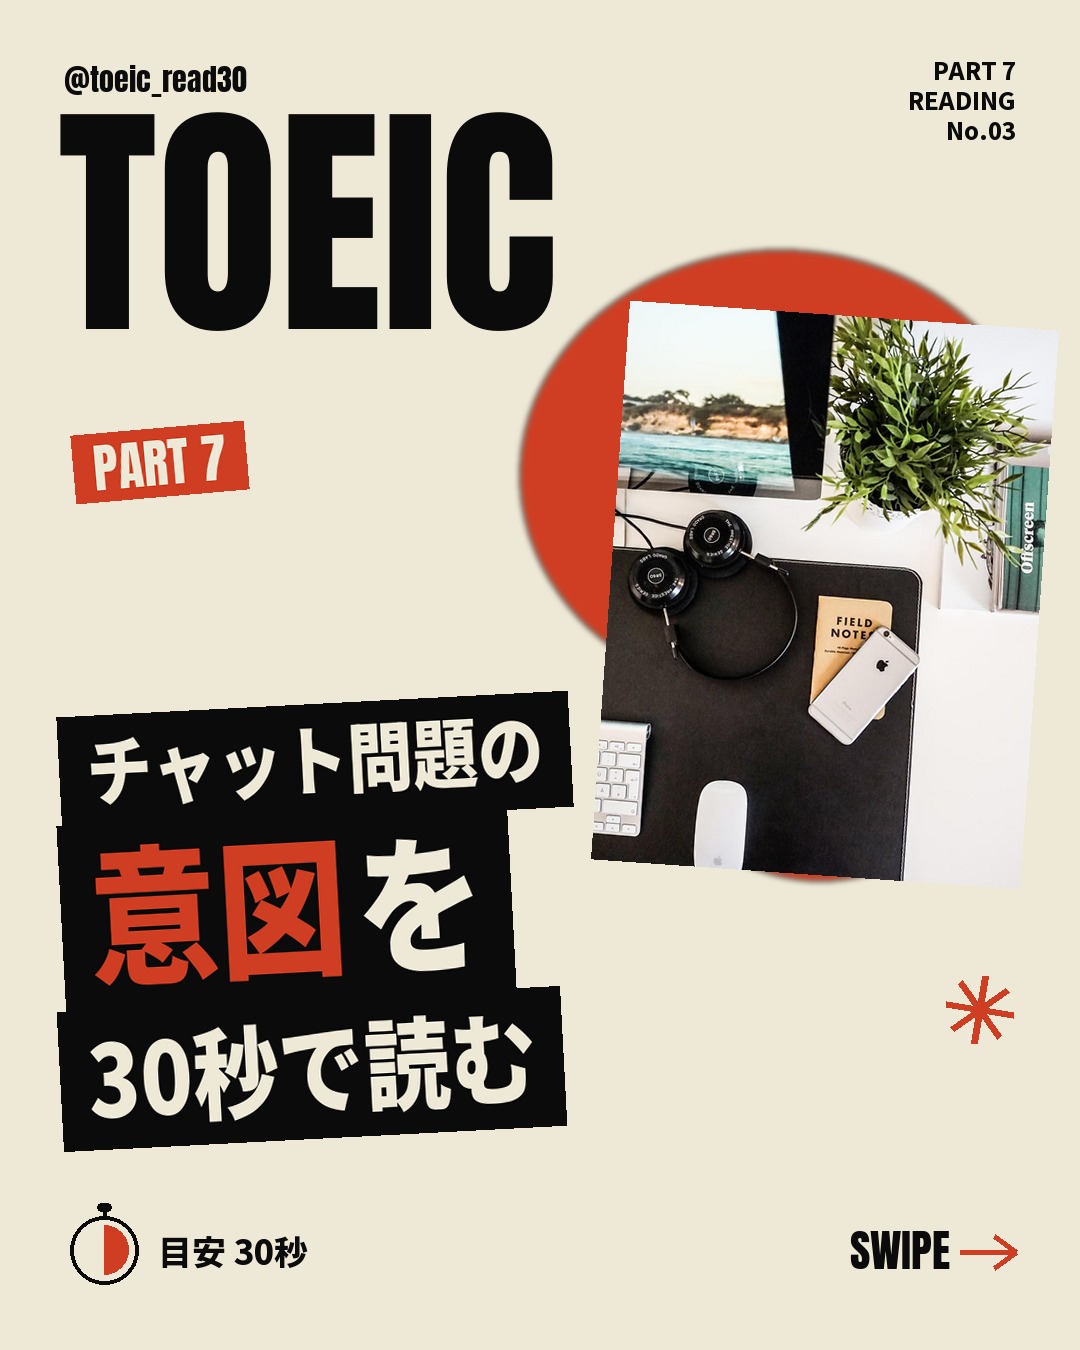 @toeic_read30
PART 7
READING
No.03
TOEIC
PART 7
Offscreen
FIELD
NOTES
チャット問題の
意図を
30秒で読む
目安 30秒
SWIPE